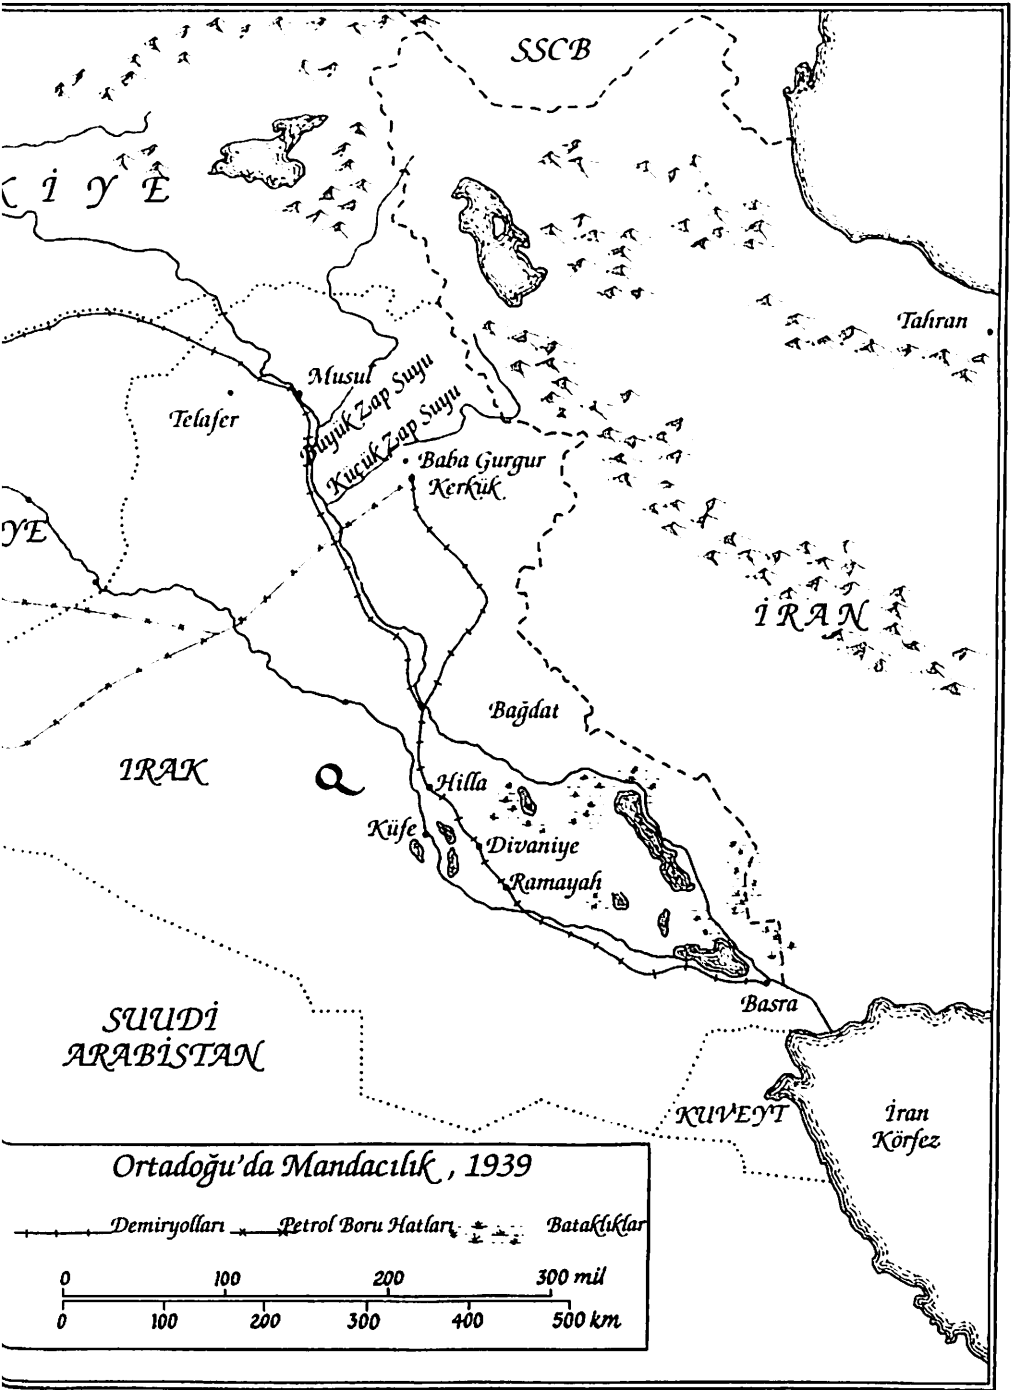 SSCB
K İ Y E
Tahran
Musul
Telafer
Büyük Zap Suyu
Küçük Zap Suyu
Baba Gurgur
Kerkük
YE
İRAN
Bağdat
IRAK
Hilla
Küfe
Divaniye
Ramayah
Basra
SUUDİ
ARABİSTAN
KUVEYT
İran
Körfez
Ortadoğu'da Mandacılık , 1939
Demiryolları
Petrol Boru Hatları
Bataklıklar
0 100 200 300 mil
0 100 200 300 400 500 km